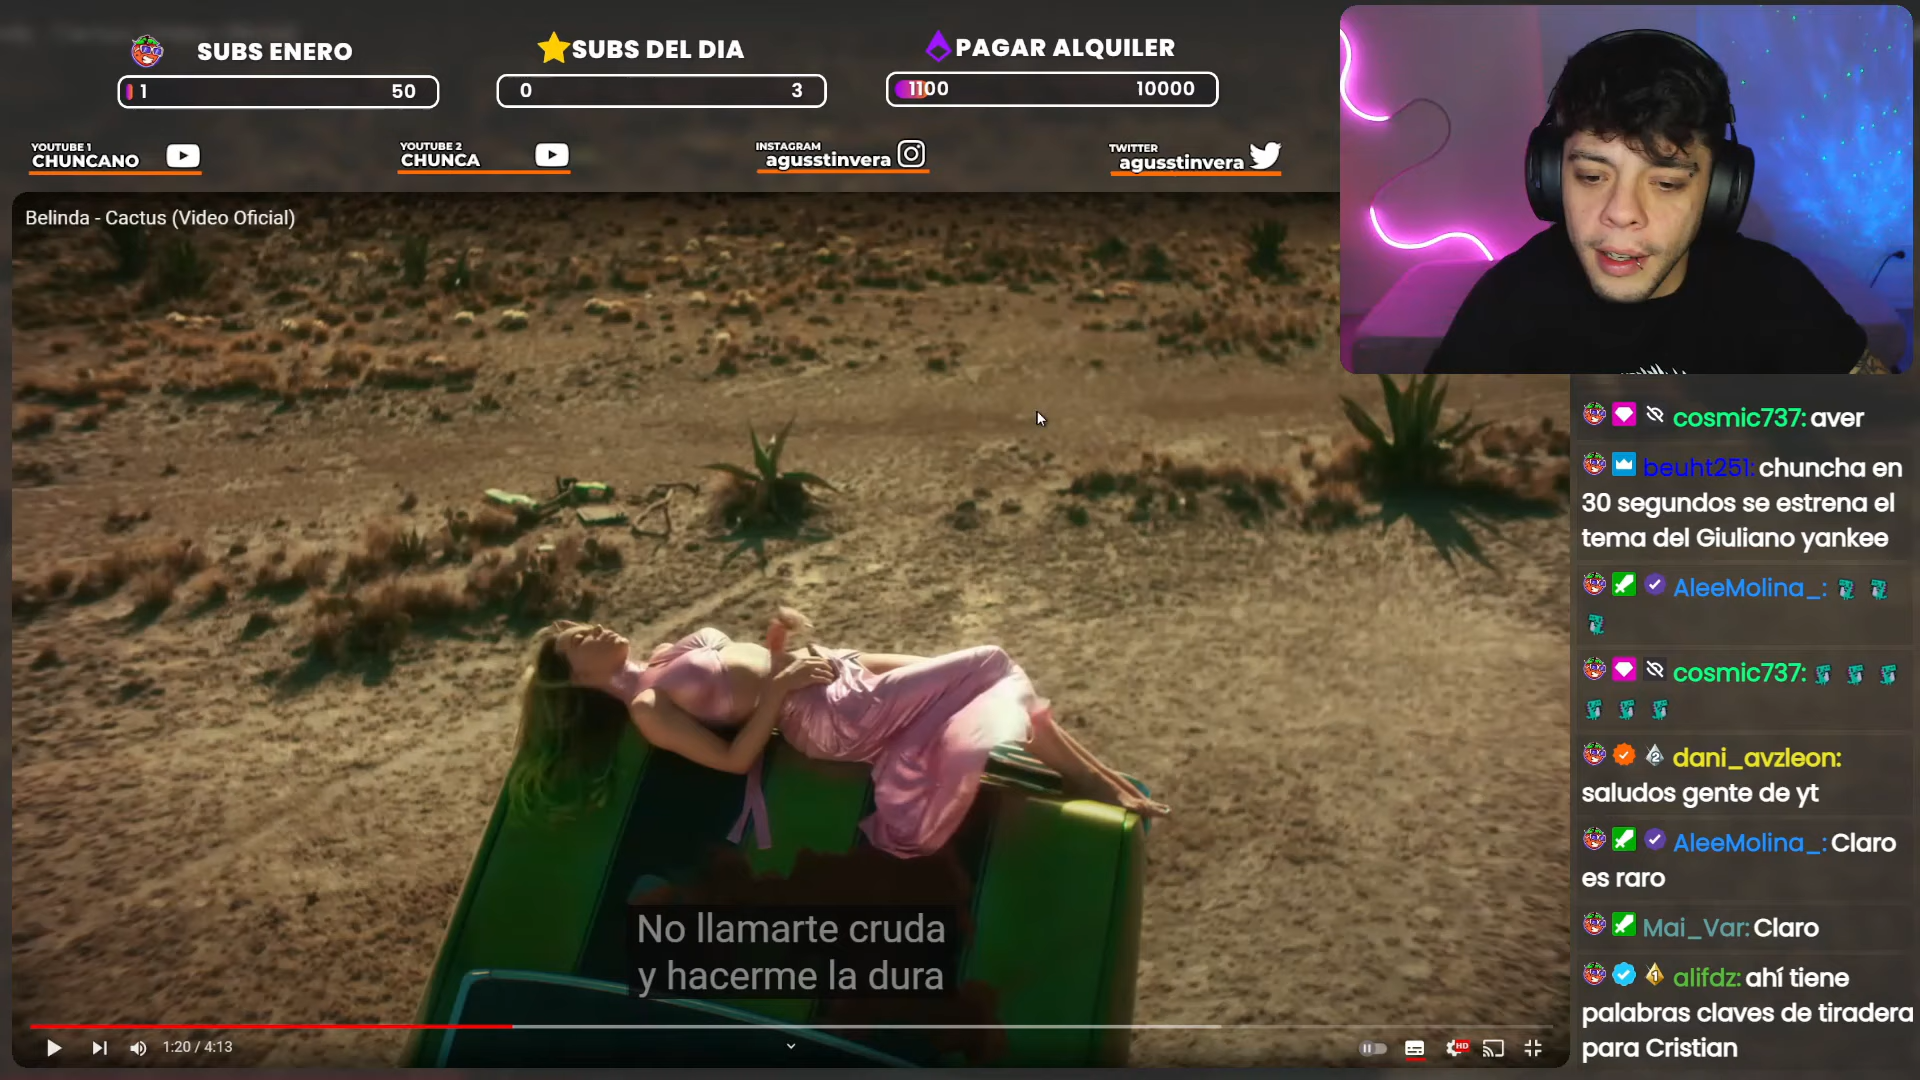 SUBS ENERO
1 50
SUBS DEL DIA
0 3
PAGAR ALQUILER
1100 10000
YOUTUBE 1
CHUNCANO
YOUTUBE 2
CHUNCA
INSTAGRAM
agusstinvera
TWITTER
agusstinvera
Belinda - Cactus (Video Oficial)
No llamarte cruda
y hacerme la dura
1:20 / 4:13
HD
cosmic737: aver
beuht251: chuncha en
30 segundos se estrena el
tema del Giuliano yankee
AleeMolina_:
cosmic737:
2 dani_avzleon:
saludos gente de yt
AleeMolina_: Claro
es raro
Mai_Var: Claro
1 alifdz: ahí tiene
palabras claves de tiradera
para Cristian